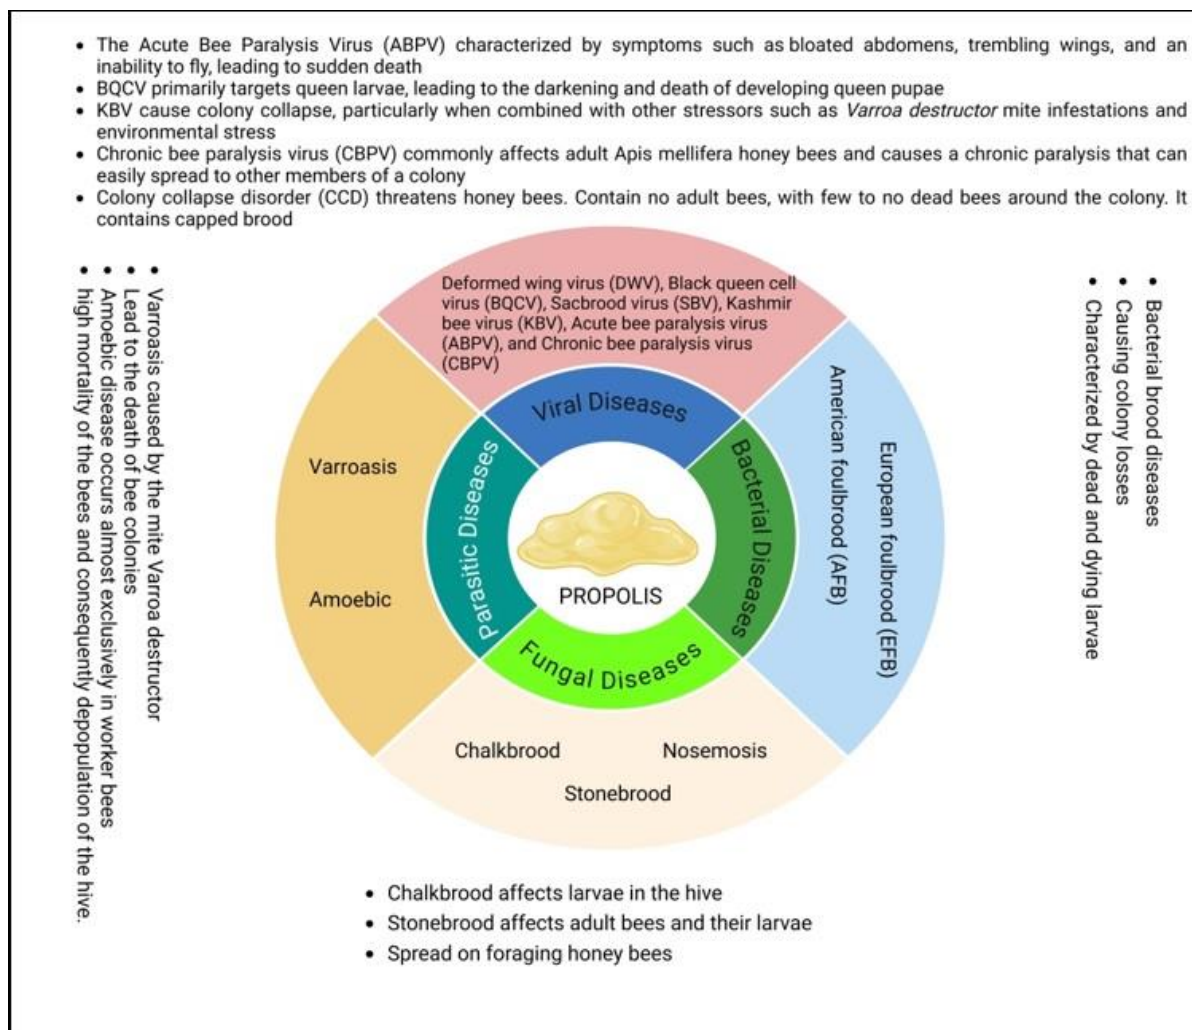 • The Acute Bee Paralysis Virus (ABPV) characterized by symptoms such as bloated abdomens, trembling wings, and an
inability to fly, leading to sudden death
• BQCV primarily targets queen larvae, leading to the darkening and death of developing queen pupae
• KBV cause colony collapse, particularly when combined with other stressors such as Varroa destructor mite infestations and
environmental stress
• Chronic bee paralysis virus (CBPV) commonly affects adult Apis mellifera honey bees and causes a chronic paralysis that can
easily spread to other members of a colony
• Colony collapse disorder (CCD) threatens honey bees. Contain no adult bees, with few to no dead bees around the colony. It
contains capped brood
• Varroasis caused by the mite Varroa destructor
• Lead to the death of bee colonies
• Amoebic disease occurs almost exclusively in worker bees
• high mortality of the bees and consequently depopulation of the hive.
Deformed wing virus (DWV), Black queen cell
virus (BQCV), Sacbrood virus (SBV), Kashmir
bee virus (KBV), Acute bee paralysis virus
(ABPV), and Chronic bee paralysis virus
(CBPV)
Viral Diseases
Varroasis
Amoebic
Parasitic Diseases
PROPOLIS
Bacterial Diseases
European foulbrood (EFB)
American foulbrood (AFB)
Fungal Diseases
Chalkbrood
Nosemosis
Stonebrood
• Bacterial brood diseases
• Causing colony losses
• Characterized by dead and dying larvae
• Chalkbrood affects larvae in the hive
• Stonebrood affects adult bees and their larvae
• Spread on foraging honey bees